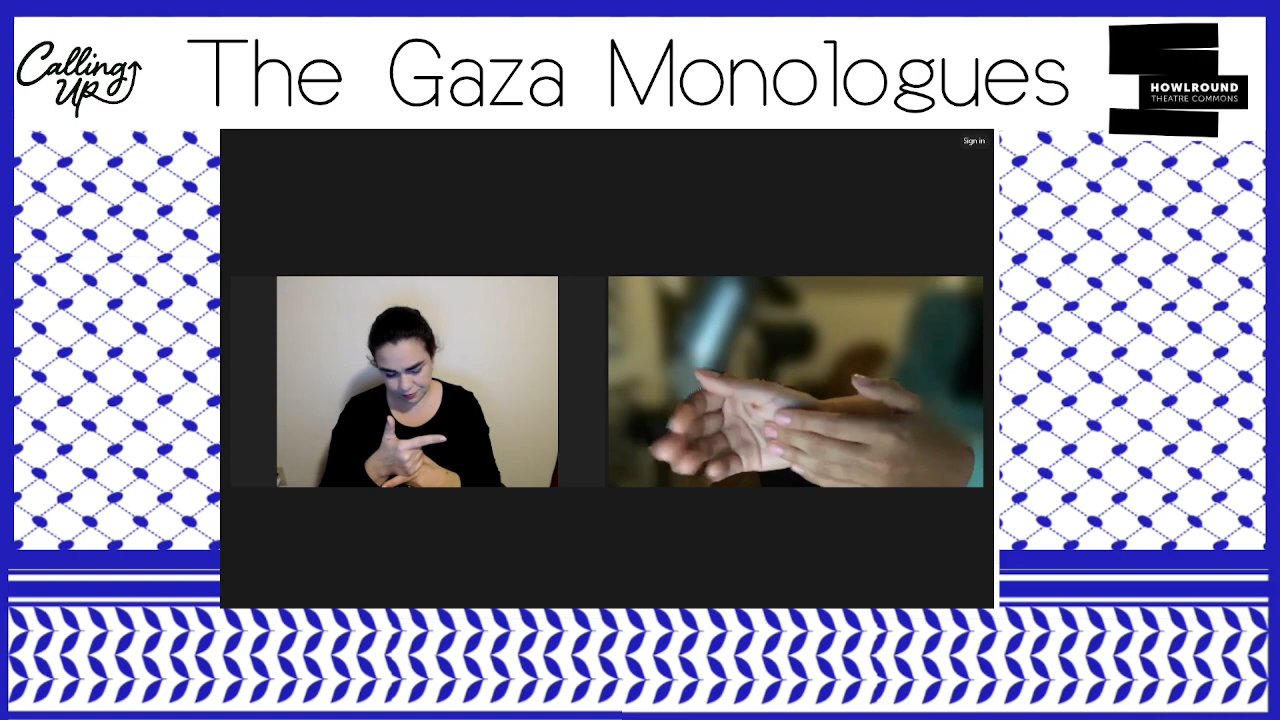 Calling
UP
The Gaza Monologues
HOWLROUND
THEATRE COMMONS
Sign in